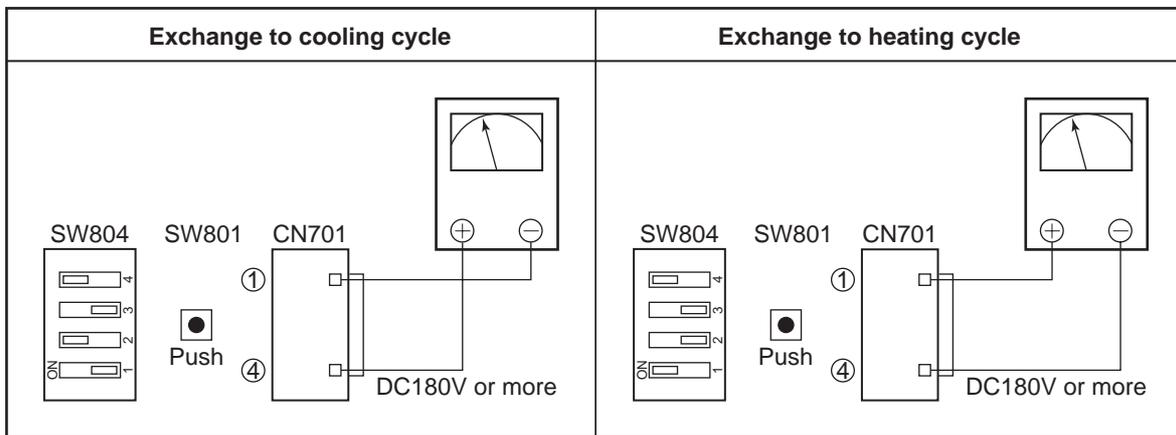 Exchange to cooling cycle
SW804
SW801
CN701
ON
4
3
2
1
Push
①
④
+
−
DC180V or more
Exchange to heating cycle
SW804
SW801
CN701
ON
4
3
2
1
Push
①
④
+
−
DC180V or more